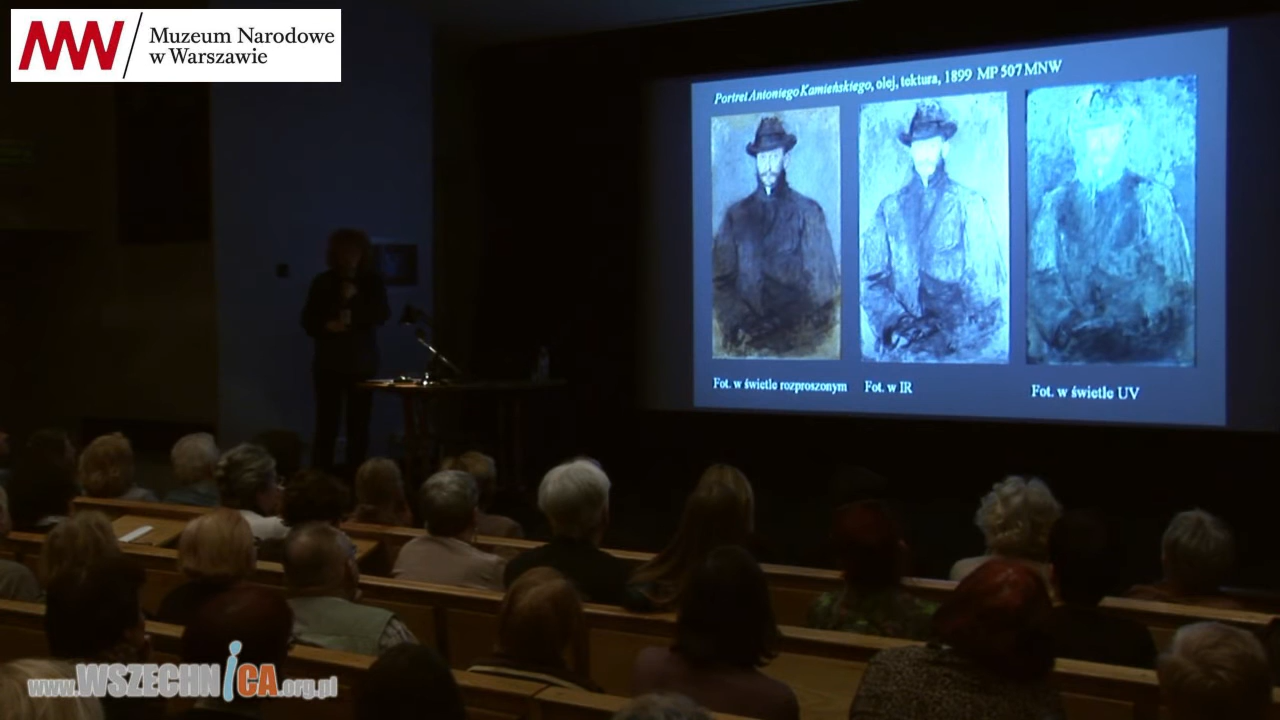 MNW
Muzeum Narodowe
w Warszawie
Portret Antoniego Kamieńskiego, olej, tektura, 1899 MP 507 MNW
Fot. w świetle rozproszonym
Fot. w IR
Fot. w świetle UV
www.WSZECHNICA.org.pl